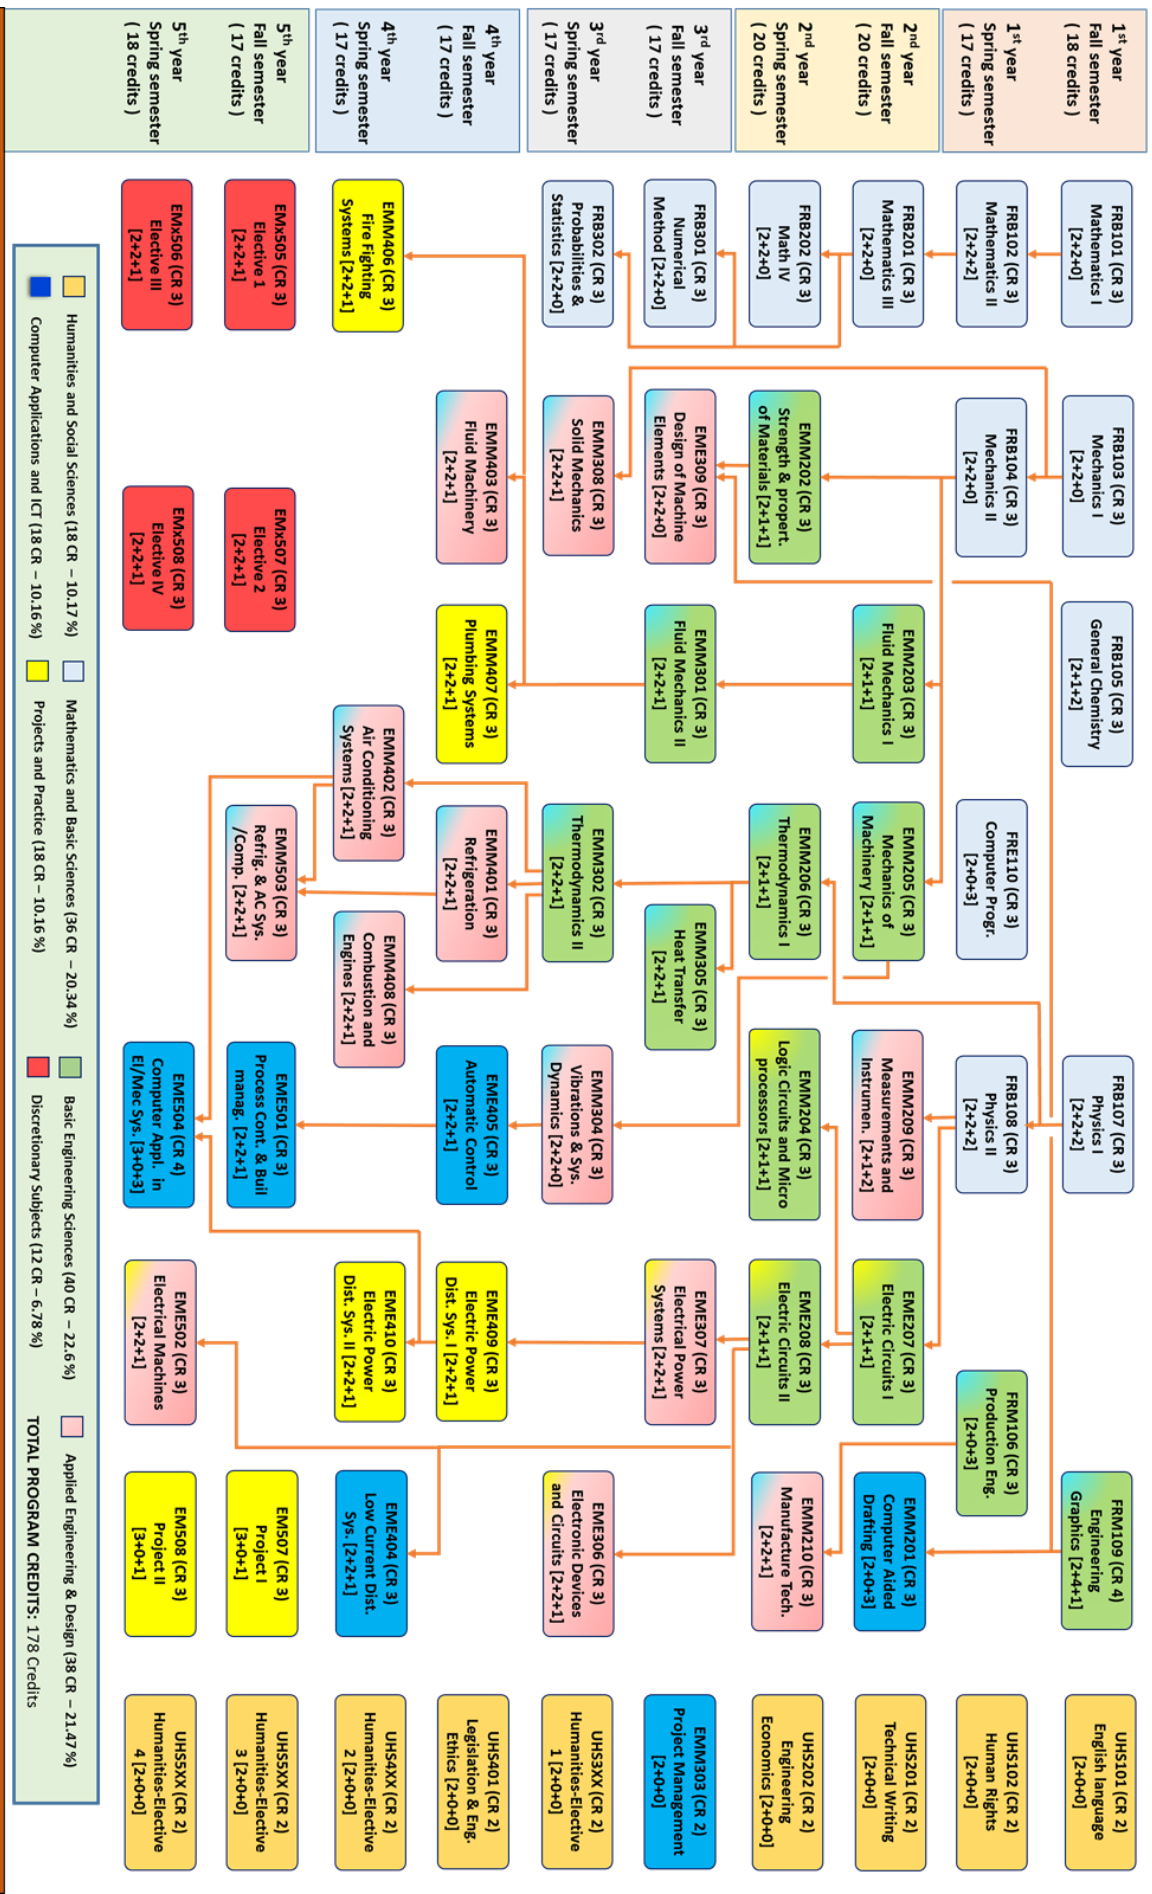 1st year
Fall semester
( 18 credits )
FRB101 (CR 3)
Mathematics I
[2+2+0]
FRB103 (CR 3)
Mechanics I
[2+2+0]
FRB105 (CR 3)
General Chemistry
[2+1+2]
FRB107 (CR 3)
Physics I
[2+2+2]
FRM109 (CR 4)
Engineering
Graphics [2+4+1]
UHS101 (CR 2)
English language
[2+0+0]
1st year
Spring semester
( 17 credits )
FRB102 (CR 3)
Mathematics II
[2+2+2]
FRB104 (CR 3)
Mechanics II
[2+2+0]
FRE110 (CR 3)
Computer Progr.
[2+0+3]
FRB108 (CR 3)
Physics II
[2+2+2]
FRM106 (CR 3)
Production Eng.
[2+0+3]
UHS102 (CR 2)
Human Rights
[2+0+0]
2nd year
Fall semester
( 20 credits )
FRB201 (CR 3)
Mathematics III
[2+2+0]
EMM203 (CR 3)
Fluid Mechanics I
[2+1+1]
EMM205 (CR 3)
Mechanics of
Machinery [2+1+1]
EMM209 (CR 3)
Measurements and
Instrumen. [2+1+2]
EME207 (CR 3)
Electric Circuits I
[2+1+1]
EMM201 (CR 3)
Computer Aided
Drafting [2+0+3]
UHS201 (CR 2)
Technical Writing
[2+0+0]
2nd year
Spring semester
( 20 credits )
FRB202 (CR 3)
Math IV
[2+2+0]
EMM202 (CR 3)
Strength & propert.
of Materials [2+1+1]
EMM206 (CR 3)
Thermodynamics I
[2+1+1]
EMM204 (CR 3)
Logic Circuits and Micro
processors [2+1+1]
EME208 (CR 3)
Electric Circuits II
[2+1+1]
EMM210 (CR 3)
Manufacture Tech.
[2+2+1]
UHS202 (CR 2)
Engineering
Economics [2+0+0]
3rd year
Fall semester
( 17 credits )
FRB301 (CR 3)
Numerical
Method [2+2+0]
EME309 (CR 3)
Design of Machine
Elements [2+2+0]
EMM301 (CR 3)
Fluid Mechanics II
[2+2+1]
EMM305 (CR 3)
Heat Transfer
[2+2+1]
EME307 (CR 3)
Electrical Power
Systems [2+2+1]
EMM303 (CR 2)
Project Management
[2+0+0]
3rd year
Spring semester
( 17 credits )
FRB302 (CR 3)
Probabilities &
Statistics [2+2+0]
EMM308 (CR 3)
Solid Mechanics
[2+2+1]
EMM302 (CR 3)
Thermodynamics II
[2+2+1]
EMM304 (CR 3)
Vibrations & Sys.
Dynamics [2+2+0]
EME306 (CR 3)
Electronic Devices
and Circuits [2+2+1]
UHS3XX (CR 2)
Humanities-Elective
1 [2+0+0]
4th year
Fall semester
( 17 credits )
EMM403 (CR 3)
Fluid Machinery
[2+2+1]
EMM407 (CR 3)
Plumbing Systems
[2+2+1]
EMM401 (CR 3)
Refrigeration
[2+2+1]
EME405 (CR 3)
Automatic Control
[2+2+1]
EME409 (CR 3)
Electric Power
Dist. Sys. I [2+2+1]
UHS401 (CR 2)
Legislation & Eng.
Ethics [2+0+0]
4th year
Spring semester
( 17 credits )
EMM406 (CR 3)
Fire Fighting
Systems [2+2+1]
EMM402 (CR 3)
Air Conditioning
Systems [2+2+1]
EMM408 (CR 3)
Combustion and
Engines [2+2+1]
EME410 (CR 3)
Electric Power
Dist. Sys. II [2+2+1]
EME404 (CR 3)
Low Current Dist.
Sys. [2+2+1]
UHS4XX (CR 2)
Humanities-Elective
2 [2+0+0]
5th year
Fall semester
( 17 credits )
EMx505 (CR 3)
Elective 1
[2+2+1]
EMx507 (CR 3)
Elective 2
[2+2+1]
EMM503 (CR 3)
Refrig. & AC Sys.
/Comp. [2+2+1]
EME501 (CR 3)
Process Cont. & Buil
manag. [2+2+1]
EM507 (CR 3)
Project I
[3+0+1]
UHS5XX (CR 2)
Humanities-Elective
3 [2+0+0]
5th year
Spring semester
( 18 credits )
EMx506 (CR 3)
Elective III
[2+2+1]
EMx508 (CR 3)
Elective IV
[2+2+1]
EME504 (CR 4)
Computer Appl. in
El/Mec Sys. [3+0+3]
EME502 (CR 3)
Electrical Machines
[2+2+1]
EM508 (CR 3)
Project II
[3+0+1]
UHS5XX (CR 2)
Humanities-Elective
4 [2+0+0]
Humanities and Social Sciences (18 CR – 10.17 %)
Mathematics and Basic Sciences (36 CR – 20.34 %)
Basic Engineering Sciences (40 CR – 22.6 %)
Applied Engineering & Design (38 CR – 21.47 %)
Computer Applications and ICT (18 CR – 10.16 %)
Projects and Practice (18 CR – 10.16 %)
Discretionary Subjects (12 CR – 6.78 %)
TOTAL PROGRAM CREDITS: 178 Credits